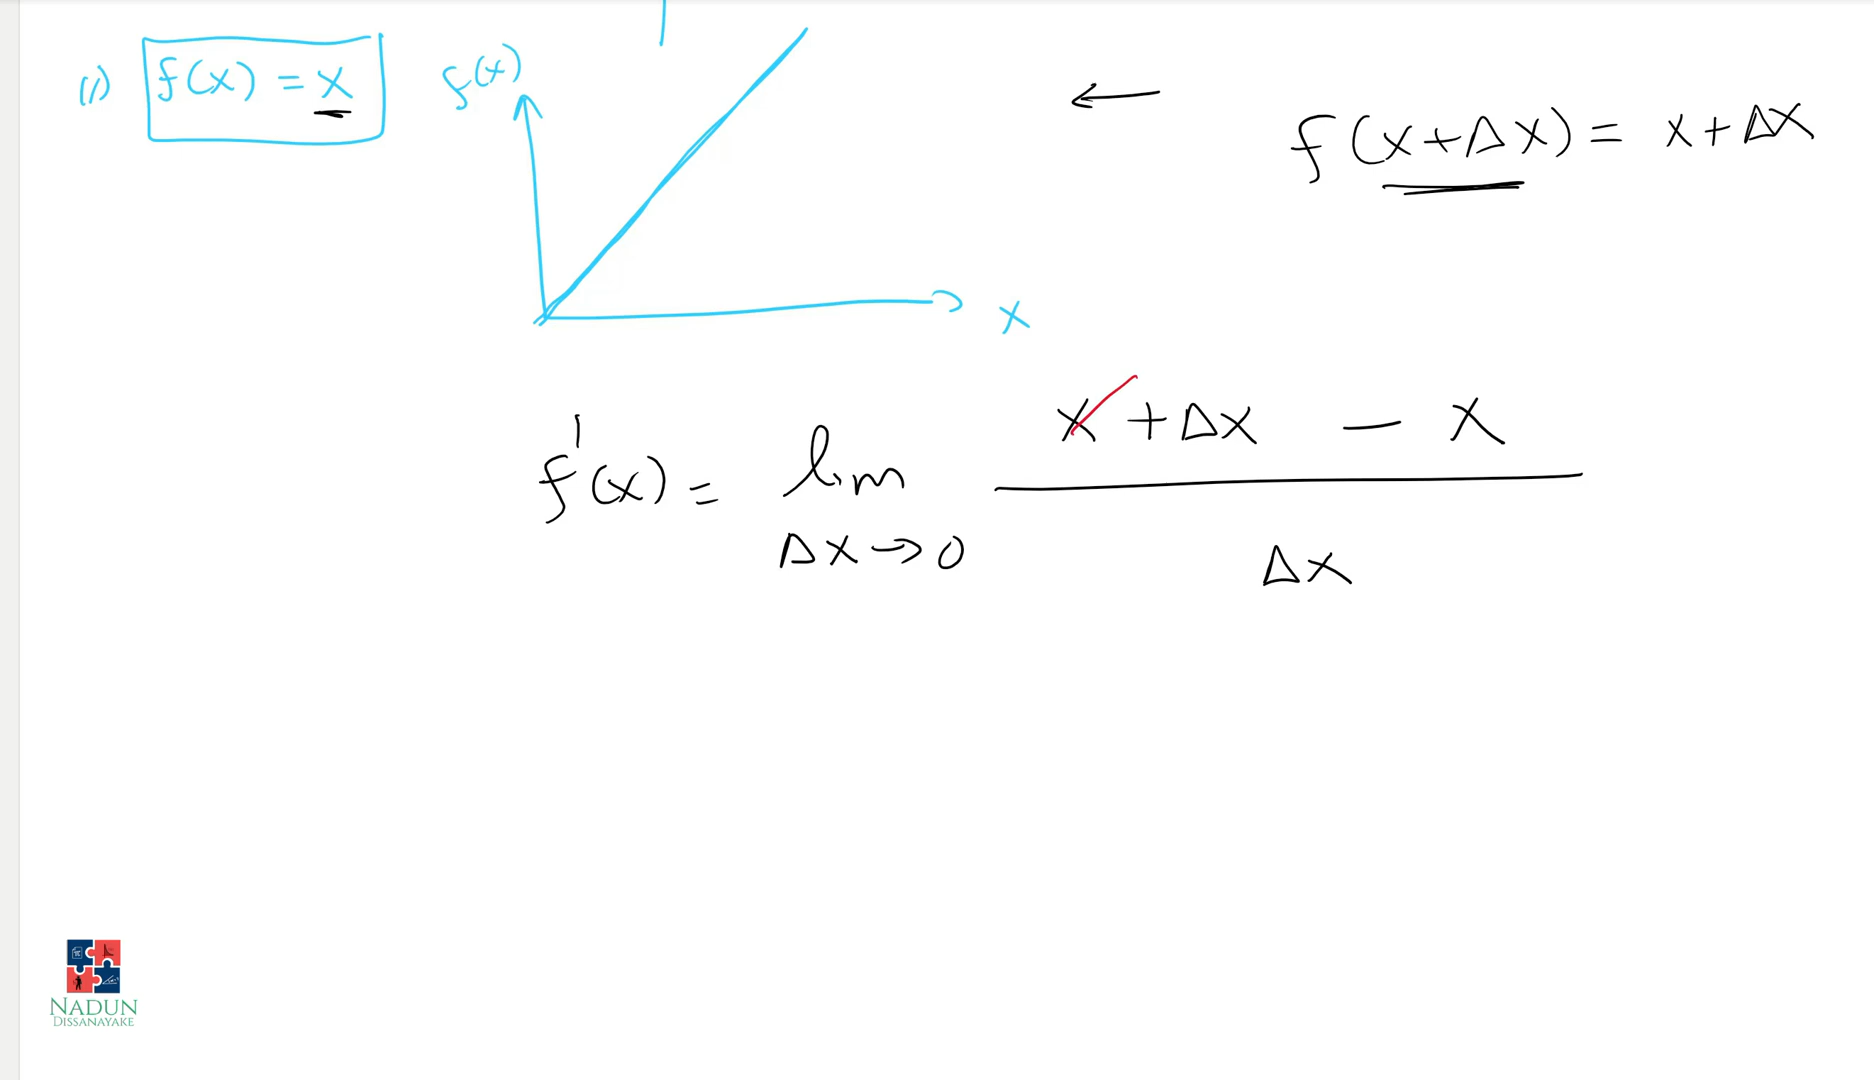 (1) f(x) = x
f(x)
f(x+Δx) = x+Δx
x
f'(x) = lim Δx→0 (x + Δx − x) / Δx
NADUN
DISSANAYAKE